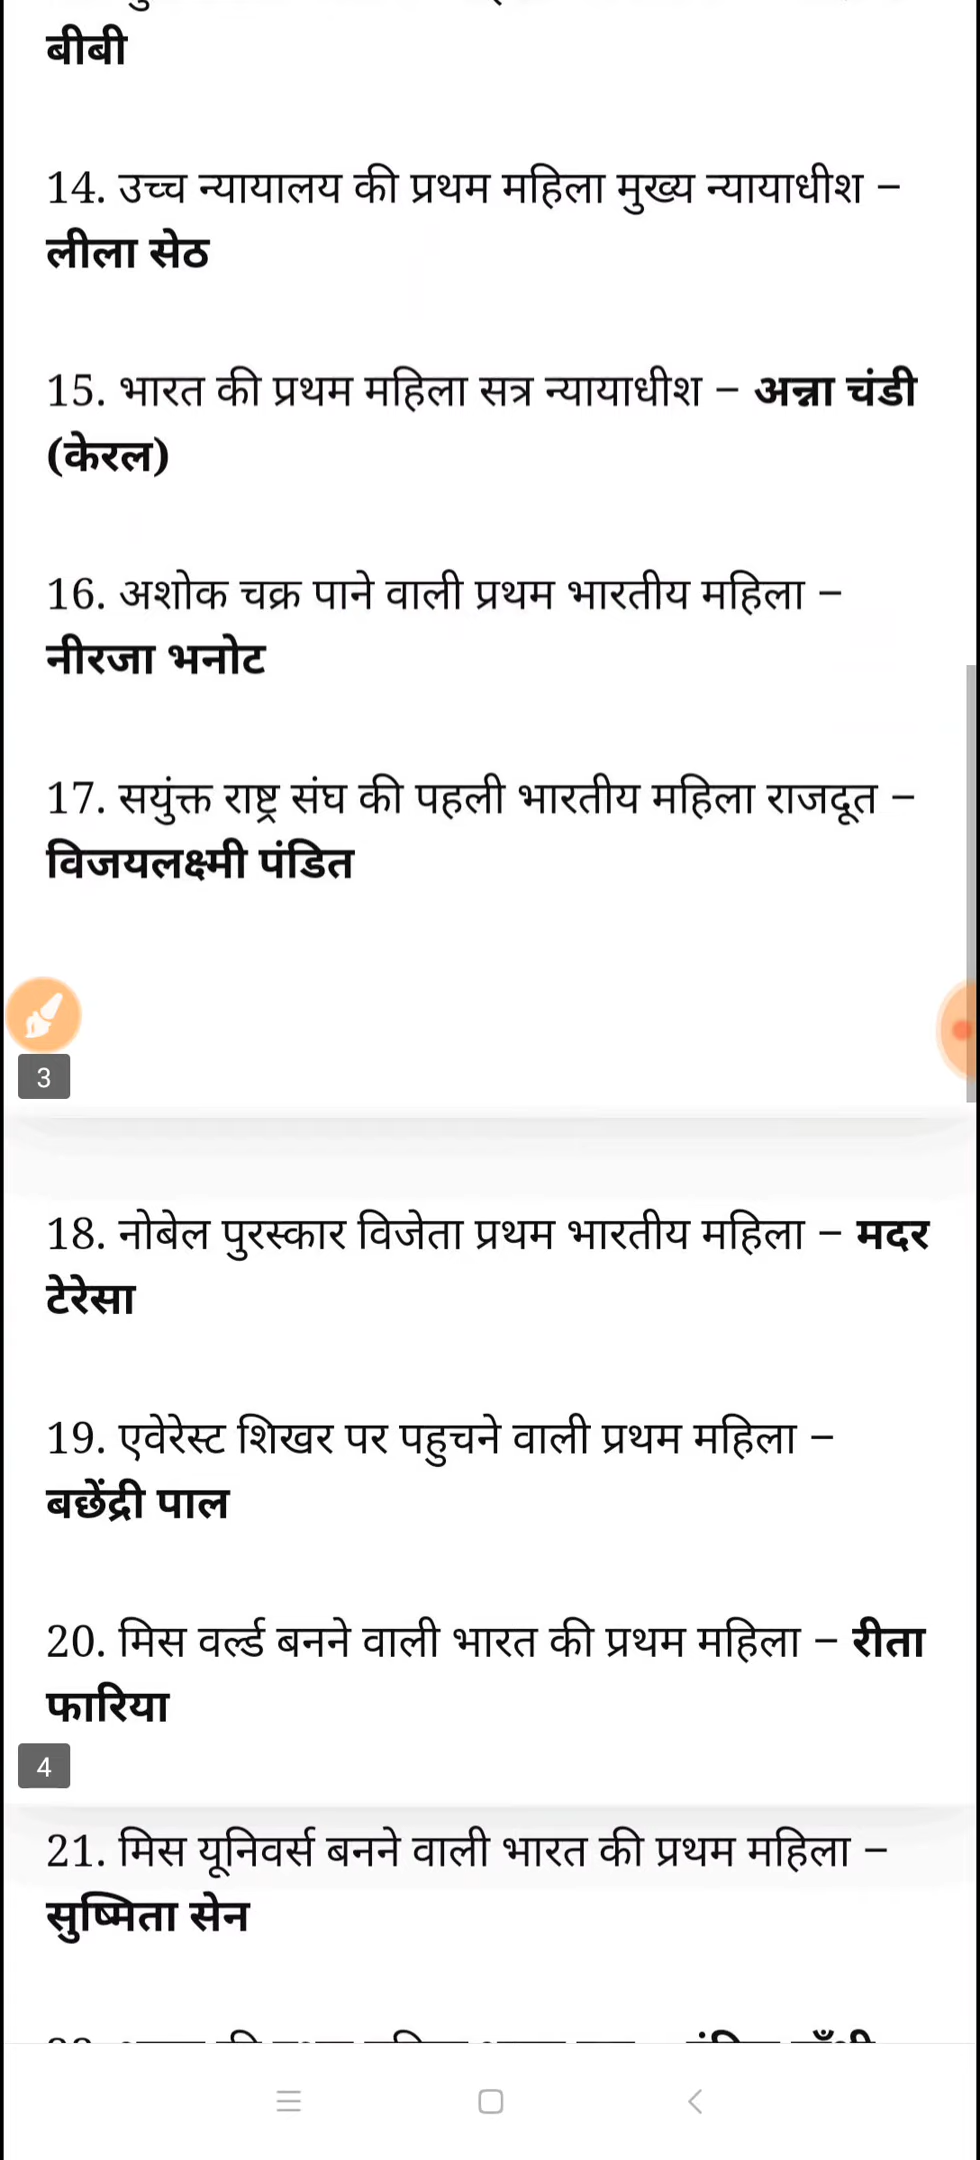 बीबी
14. उच्च न्यायालय की प्रथम महिला मुख्य न्यायाधीश –
लीला सेठ
15. भारत की प्रथम महिला सत्र न्यायाधीश – अन्ना चंडी
(केरल)
16. अशोक चक्र पाने वाली प्रथम भारतीय महिला –
नीरजा भनोट
17. सयुंक्त राष्ट्र संघ की पहली भारतीय महिला राजदूत –
विजयलक्ष्मी पंडित
3
18. नोबेल पुरस्कार विजेता प्रथम भारतीय महिला – मदर
टेरेसा
19. एवेरेस्ट शिखर पर पहुचने वाली प्रथम महिला –
बछेंद्री पाल
20. मिस वर्ल्ड बनने वाली भारत की प्रथम महिला – रीता
फारिया
4
21. मिस यूनिवर्स बनने वाली भारत की प्रथम महिला –
सुष्मिता सेन